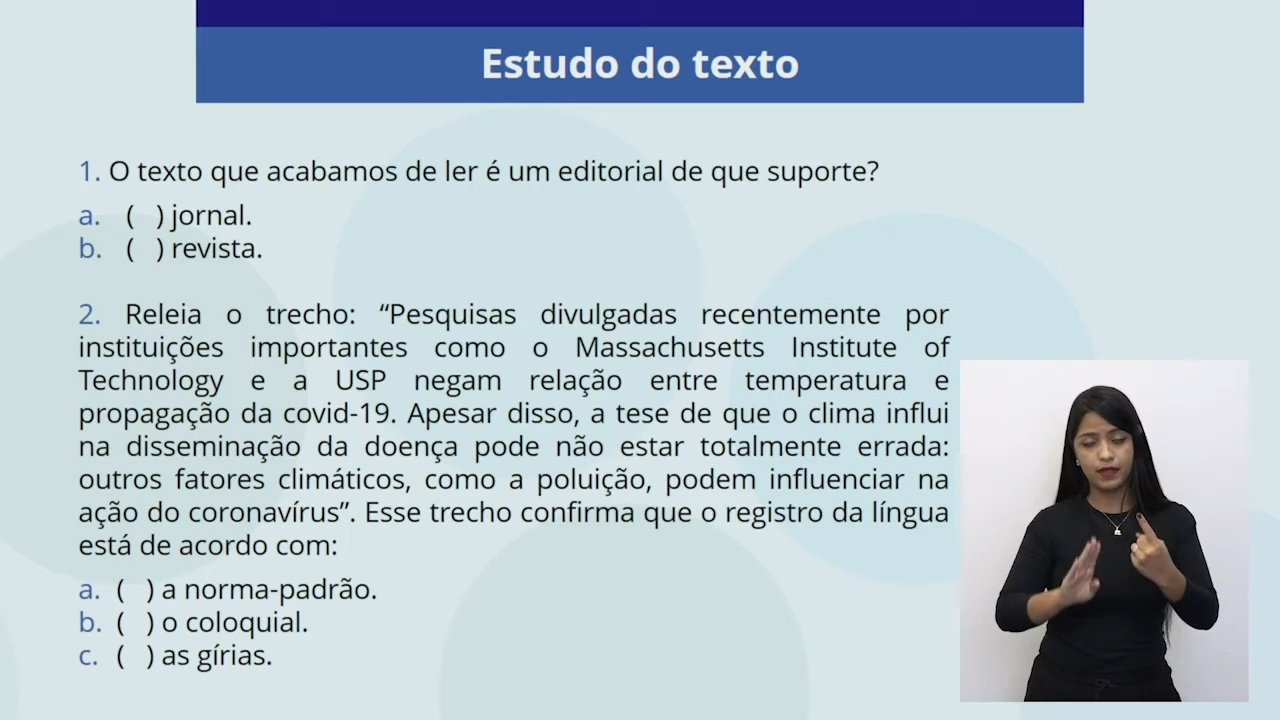 Estudo do texto
1. O texto que acabamos de ler é um editorial de que suporte?
a. ( ) jornal.
b. ( ) revista.
2. Releia o trecho: “Pesquisas divulgadas recentemente por
instituições importantes como o Massachusetts Institute of
Technology e a USP negam relação entre temperatura e
propagação da covid-19. Apesar disso, a tese de que o clima influi
na disseminação da doença pode não estar totalmente errada:
outros fatores climáticos, como a poluição, podem influenciar na
ação do coronavírus”. Esse trecho confirma que o registro da língua
está de acordo com:
a. ( ) a norma-padrão.
b. ( ) o coloquial.
c. ( ) as gírias.